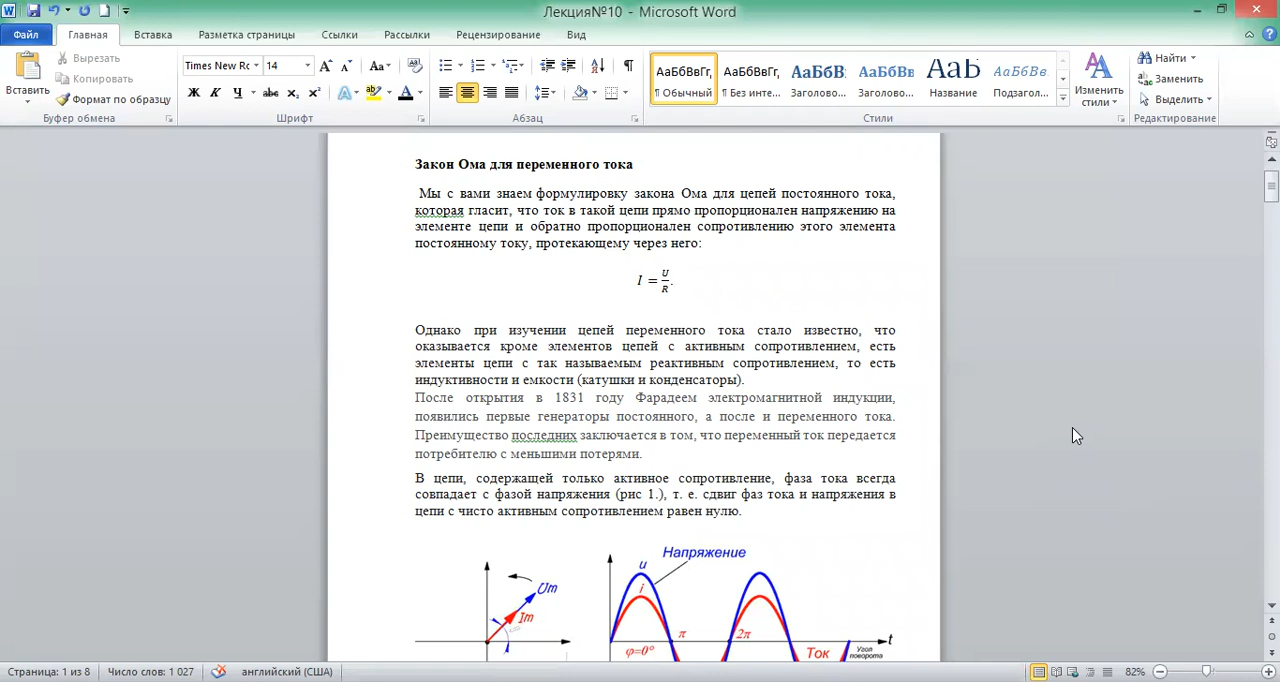 Лекция№10 - Microsoft Word
Файл Главная Вставка Разметка страницы Ссылки Рассылки Рецензирование Вид
Вставить
Вырезать
Копировать
Формат по образцу
Буфер обмена
Times New Rc 14
Ж К Ч abc x₂ x²
Шрифт
Абзац
АаБбВвГг, АаБбВвГг, АаБбВ: АаБбВв АаБ АаБбВв
¶ Обычный ¶ Без инте... Заголово... Заголово... Название Подзагол...
Стили
Изменить
стили
Найти
Заменить
Выделить
Редактирование
Закон Ома для переменного тока
Мы с вами знаем формулировку закона Ома для цепей постоянного тока,
которая гласит, что ток в такой цепи прямо пропорционален напряжению на
элементе цепи и обратно пропорционален сопротивлению этого элемента
постоянному току, протекающему через него:
I = U/R.
Однако при изучении цепей переменного тока стало известно, что
оказывается кроме элементов цепей с активным сопротивлением, есть
элементы цепи с так называемым реактивным сопротивлением, то есть
индуктивности и емкости (катушки и конденсаторы).
После открытия в 1831 году Фарадеем электромагнитной индукции,
появились первые генераторы постоянного, а после и переменного тока.
Преимущество последних заключается в том, что переменный ток передается
потребителю с меньшими потерями.
В цепи, содержащей только активное сопротивление, фаза тока всегда
совпадает с фазой напряжения (рис 1.), т. е. сдвиг фаз тока и напряжения в
цепи с чисто активным сопротивлением равен нулю.
Um
Im
Напряжение
u
i
π
2π
t
φ=0°
Ток
Угол
поворота
Страница: 1 из 8 Число слов: 1 027 английский (США) 82%